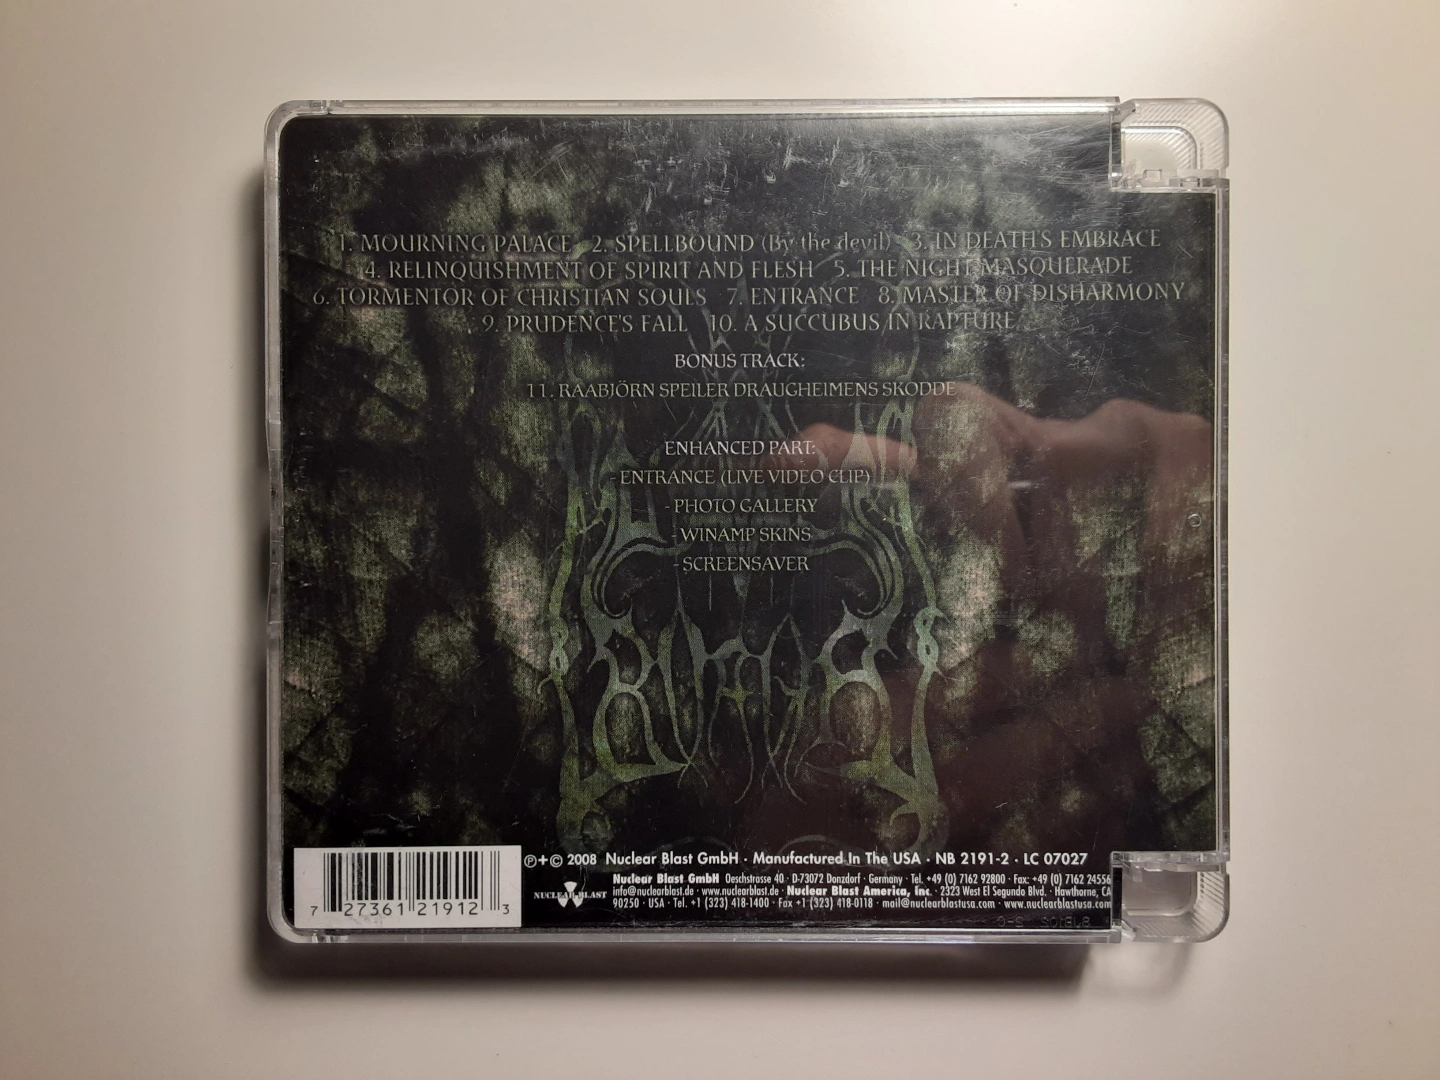 1. MOURNING PALACE 2. SPELLBOUND (By the devil) 3. IN DEATH'S EMBRACE
4. RELINQUISHMENT OF SPIRIT AND FLESH 5. THE NIGHT MASQUERADE
6. TORMENTOR OF CHRISTIAN SOULS 7. ENTRANCE 8. MASTER OF DISHARMONY
9. PRUDENCE'S FALL 10. A SUCCUBUS IN RAPTURE
BONUS TRACK:
11. RAABJÖRN SPEILER DRAUGHEIMENS SKODDE
ENHANCED PART:
- ENTRANCE (LIVE VIDEO CLIP)
- PHOTO GALLERY
- WINAMP SKINS
- SCREENSAVER
DIMMU
BORGIR
7 27361 21912 3
NUCLEAR BLAST
℗+© 2008 Nuclear Blast GmbH · Manufactured In The USA · NB 2191-2 · LC 07027
Nuclear Blast GmbH Oeschstrasse 40 · D-73072 Donzdorf · Germany · Tel. +49 (0) 7162 92800 · Fax: +49 (0) 7162 24556
info@nuclearblast.de · www.nuclearblast.de · Nuclear Blast America, Inc. · 2323 West El Segundo Blvd. · Hawthorne, CA
90250 · USA · Tel. +1 (323) 418-1400 · Fax +1 (323) 418-0118 · mail@nuclearblastusa.com · www.nuclearblastusa.com